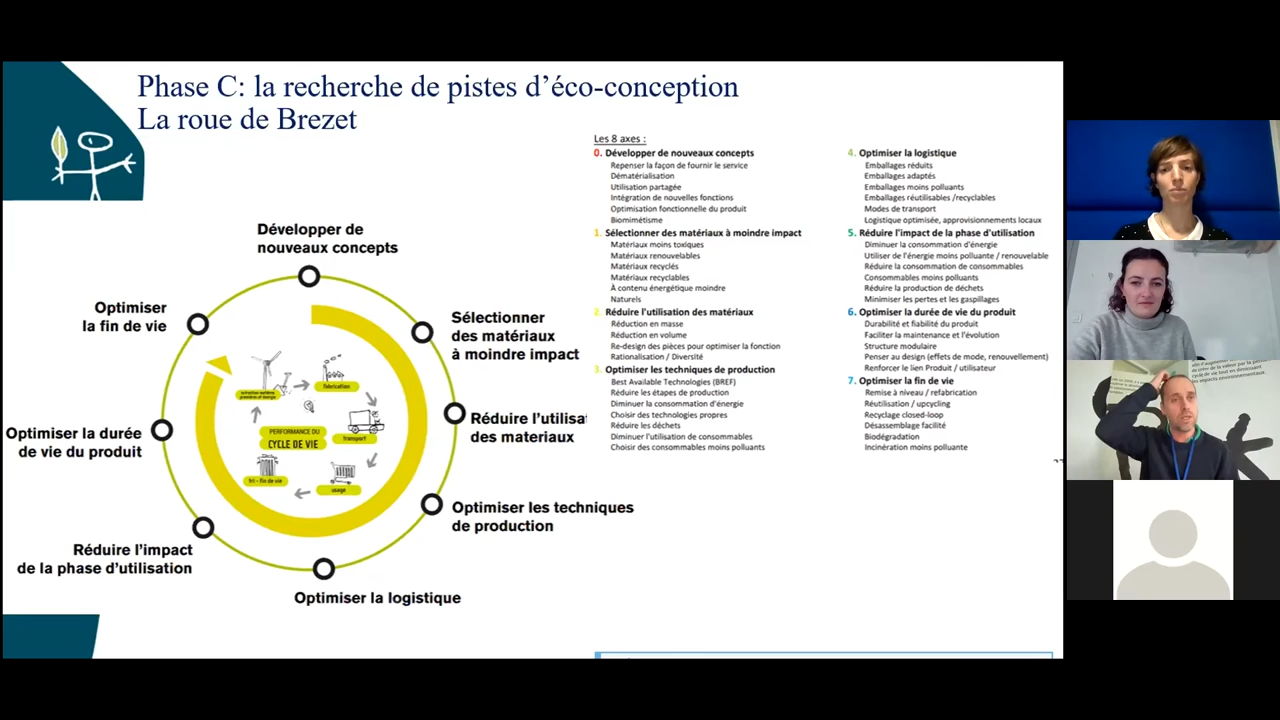 Phase C: la recherche de pistes d’éco-conception
La roue de Brezet
Développer de
nouveaux concepts
Sélectionner
des matériaux
à moindre impact
Réduire l’utilisa
des materiaux
Optimiser les techniques
de production
Optimiser la logistique
Réduire l’impact
de la phase d’utilisation
Optimiser la durée
de vie du produit
Optimiser
la fin de vie
fabrication
transport
usage
tri - fin de vie
PERFORMANCE DU
CYCLE DE VIE
Les 8 axes :
0. Développer de nouveaux concepts
Repenser la façon de fournir le service
Dématérialisation
Utilisation partagée
Intégration de nouvelles fonctions
Optimisation fonctionnelle du produit
Biomimétisme
1. Sélectionner des matériaux à moindre impact
Matériaux moins toxiques
Matériaux renouvelables
Matériaux recyclés
Matériaux recyclables
À contenu énergétique moindre
Naturels
2. Réduire l'utilisation des matériaux
Réduction en masse
Réduction en volume
Re-design des pièces pour optimiser la fonction
Rationalisation / Diversité
3. Optimiser les techniques de production
Best Available Technologies (BREF)
Réduire les étapes de production
Diminuer la consommation d'énergie
Choisir des technologies propres
Réduire les déchets
Diminuer l'utilisation de consommables
Choisir des consommables moins polluants
4. Optimiser la logistique
Emballages réduits
Emballages adaptés
Emballages moins polluants
Emballages réutilisables /recyclables
Modes de transport
Logistique optimisée, approvisionnements locaux
5. Réduire l'impact de la phase d'utilisation
Diminuer la consommation d'énergie
Utiliser de l'énergie moins polluante / renouvelable
Réduire la consommation de consommables
Consommables moins polluants
Réduire la production de déchets
Minimiser les pertes et les gaspillages
6. Optimiser la durée de vie du produit
Durabilité et fiabilité du produit
Faciliter la maintenance et l'évolution
Structure modulaire
Penser au design (effets de mode, renouvellement)
Renforcer le lien Produit / utilisateur
7. Optimiser la fin de vie
Remise à niveau / refabrication
Réutilisation / upcycling
Recyclage closed-loop
Désassemblage facilité
Biodégradation
Incinération moins polluante